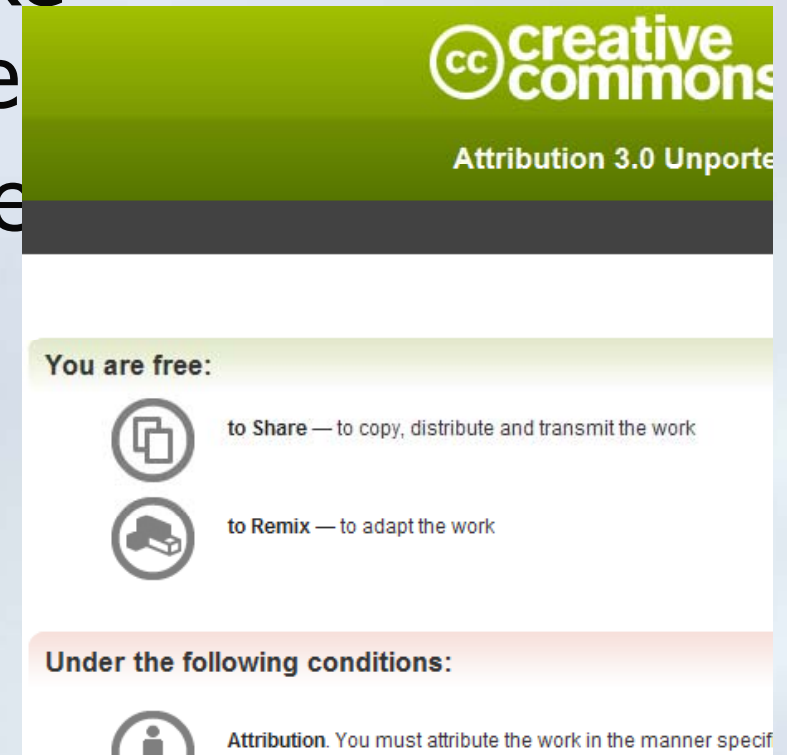 cc creative
commons
Attribution 3.0 Unporte
You are free:
to Share — to copy, distribute and transmit the work
to Remix — to adapt the work
Under the following conditions:
Attribution. You must attribute the work in the manner specif